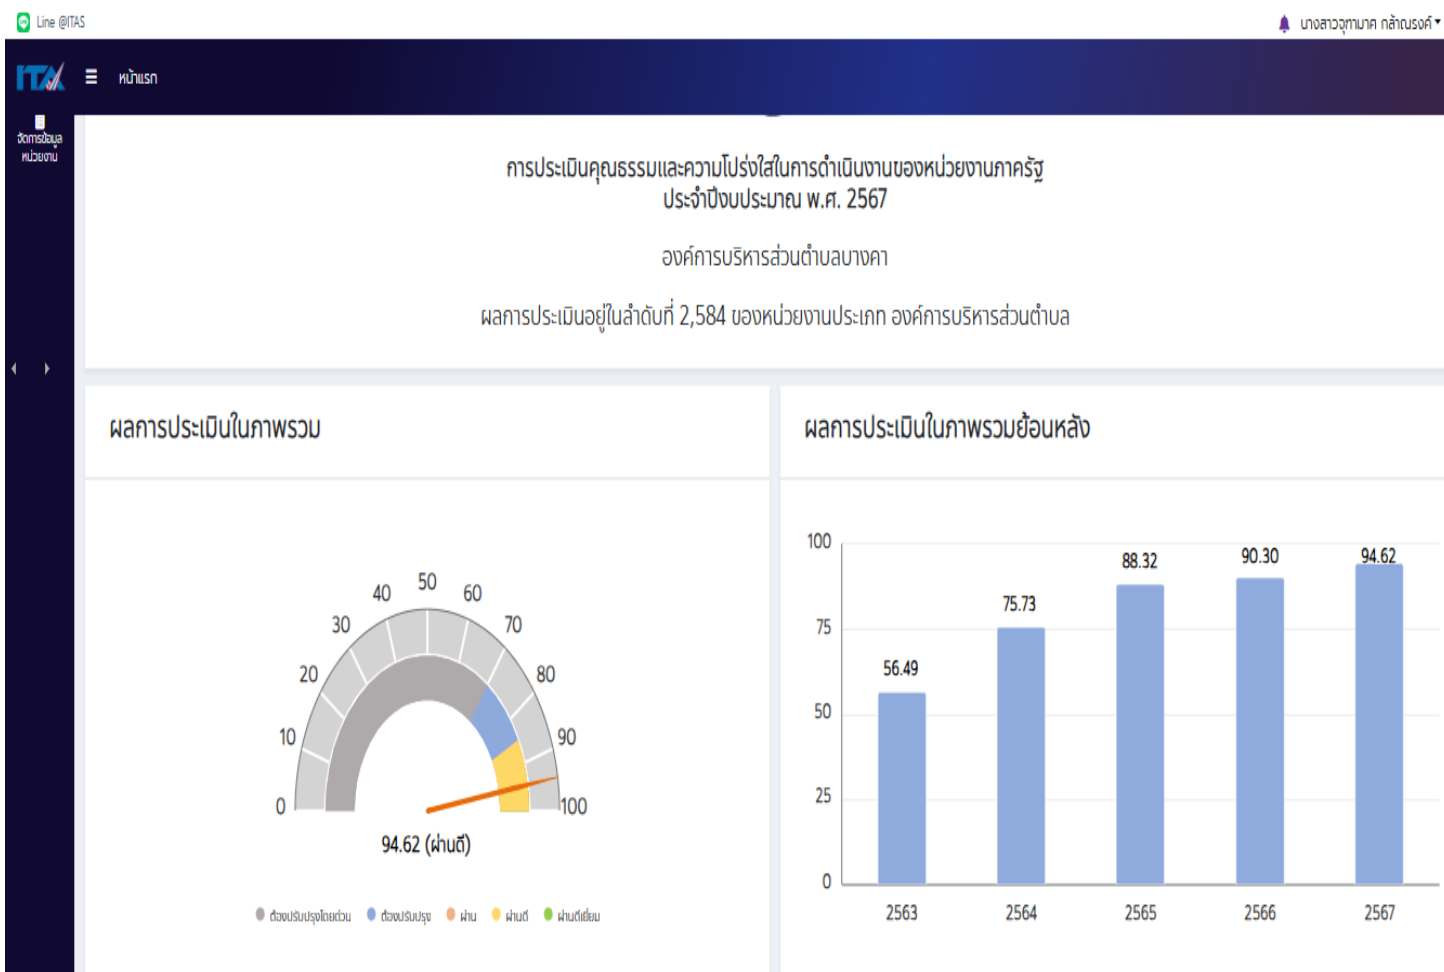 Line @ITAS
นางสาวจุฑามาศ กล้าณรงค์
ITA
หน้าแรก
จัดการข้อมูล
หน่วยงาน
การประเมินคุณธรรมและความโปร่งใสในการดำเนินงานของหน่วยงานภาครัฐ
ประจำปีงบประมาณ พ.ศ. 2567
องค์การบริหารส่วนตำบลบางคา
ผลการประเมินอยู่ในลำดับที่ 2,584 ของหน่วยงานประเภท องค์การบริหารส่วนตำบล
ผลการประเมินในภาพรวม
0
10
20
30
40
50
60
70
80
90
100
94.62 (ผ่านดี)
ต้องปรับปรุงโดยด่วน ต้องปรับปรุง ผ่าน ผ่านดี ผ่านดีเยี่ยม
ผลการประเมินในภาพรวมย้อนหลัง
100
75
50
25
0
56.49
75.73
88.32
90.30
94.62
2563 2564 2565 2566 2567